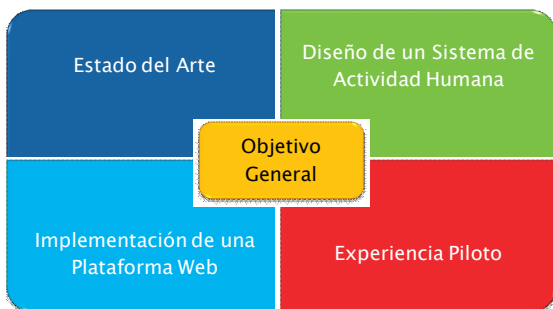 Estado del Arte
Diseño de un Sistema de
Actividad Humana
Objetivo
General
Implementación de una
Plataforma Web
Experiencia Piloto